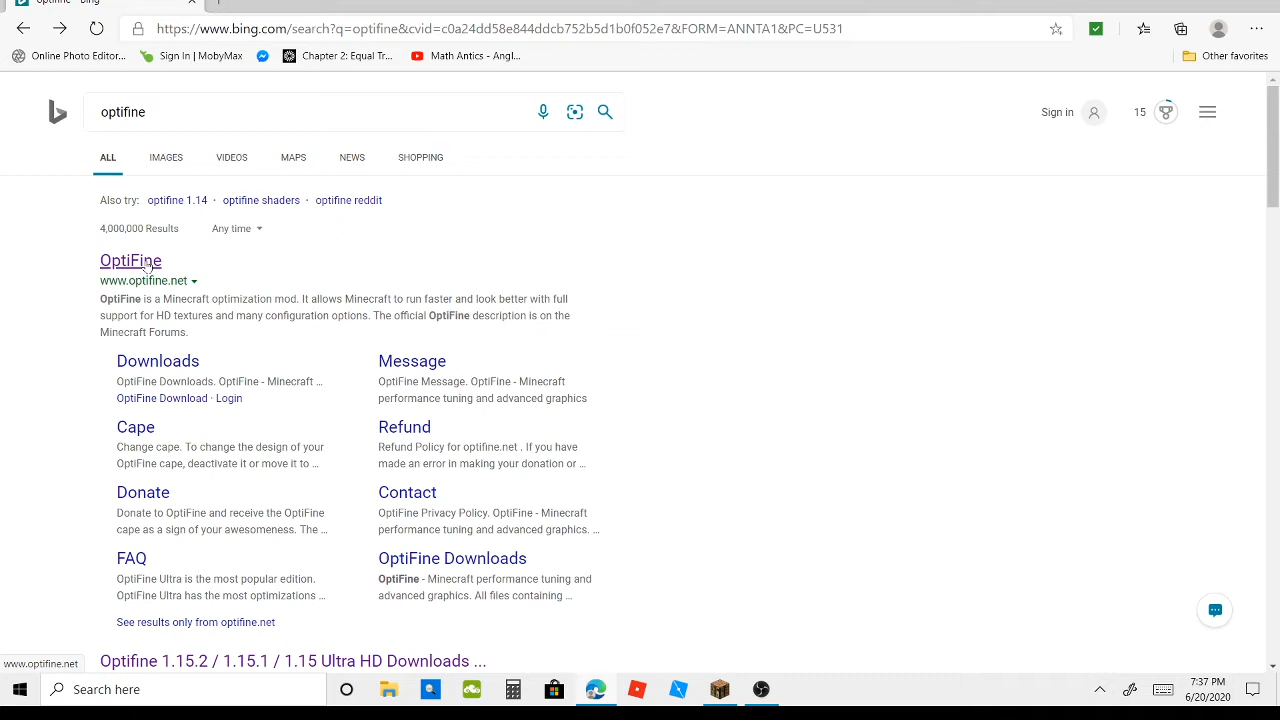 https://www.bing.com/search?q=optifine&cvid=c0a24dd58e844ddcb752b5d1b0f052e7&FORM=ANNTA1&PC=U531
Online Photo Editor...
Sign In | MobyMax
Chapter 2: Equal Tr...
Math Antics - Angl...
Other favorites
optifine
Sign in
15
ALL IMAGES VIDEOS MAPS NEWS SHOPPING
Also try: optifine 1.14 · optifine shaders · optifine reddit
4,000,000 Results Any time
OptiFine
www.optifine.net
OptiFine is a Minecraft optimization mod. It allows Minecraft to run faster and look better with full
support for HD textures and many configuration options. The official OptiFine description is on the
Minecraft Forums.
Downloads
OptiFine Downloads. OptiFine - Minecraft ...
OptiFine Download · Login
Message
OptiFine Message. OptiFine - Minecraft
performance tuning and advanced graphics
Cape
Change cape. To change the design of your
OptiFine cape, deactivate it or move it to ...
Refund
Refund Policy for optifine.net . If you have
made an error in making your donation or ...
Donate
Donate to OptiFine and receive the OptiFine
cape as a sign of your awesomeness. The ...
Contact
OptiFine Privacy Policy. OptiFine - Minecraft
performance tuning and advanced graphics. ...
FAQ
OptiFine Ultra is the most popular edition.
OptiFine Ultra has the most optimizations ...
OptiFine Downloads
OptiFine - Minecraft performance tuning and
advanced graphics. All files containing ...
See results only from optifine.net
Optifine 1.15.2 / 1.15.1 / 1.15 Ultra HD Downloads ...
www.optifine.net
Search here
7:37 PM
6/20/2020